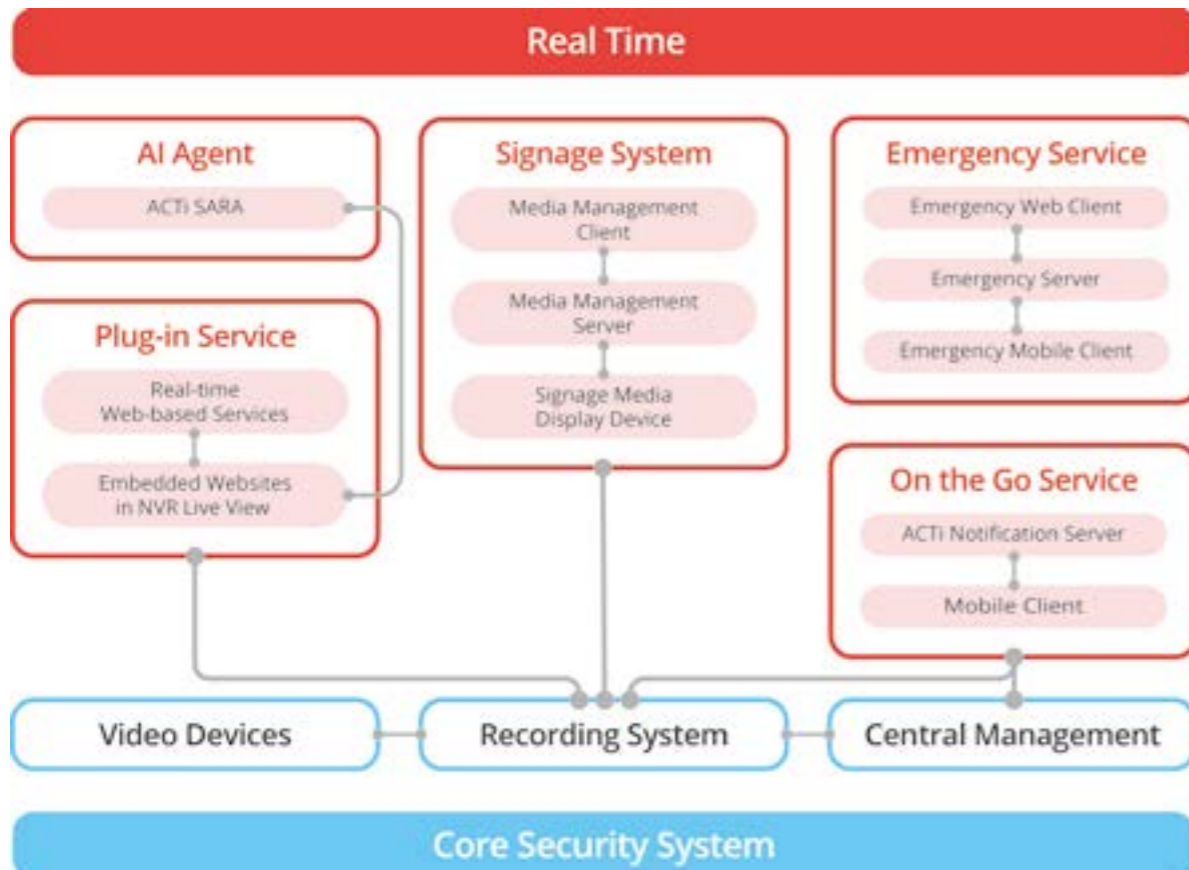 Real Time
AI Agent
ACTi SARA
Plug-in Service
Real-time
Web-based Services
Embedded Websites
in NVR Live View
Signage System
Media Management
Client
Media Management
Server
Signage Media
Display Device
Emergency Service
Emergency Web Client
Emergency Server
Emergency Mobile Client
On the Go Service
ACTi Notification Server
Mobile Client
Video Devices
Recording System
Central Management
Core Security System